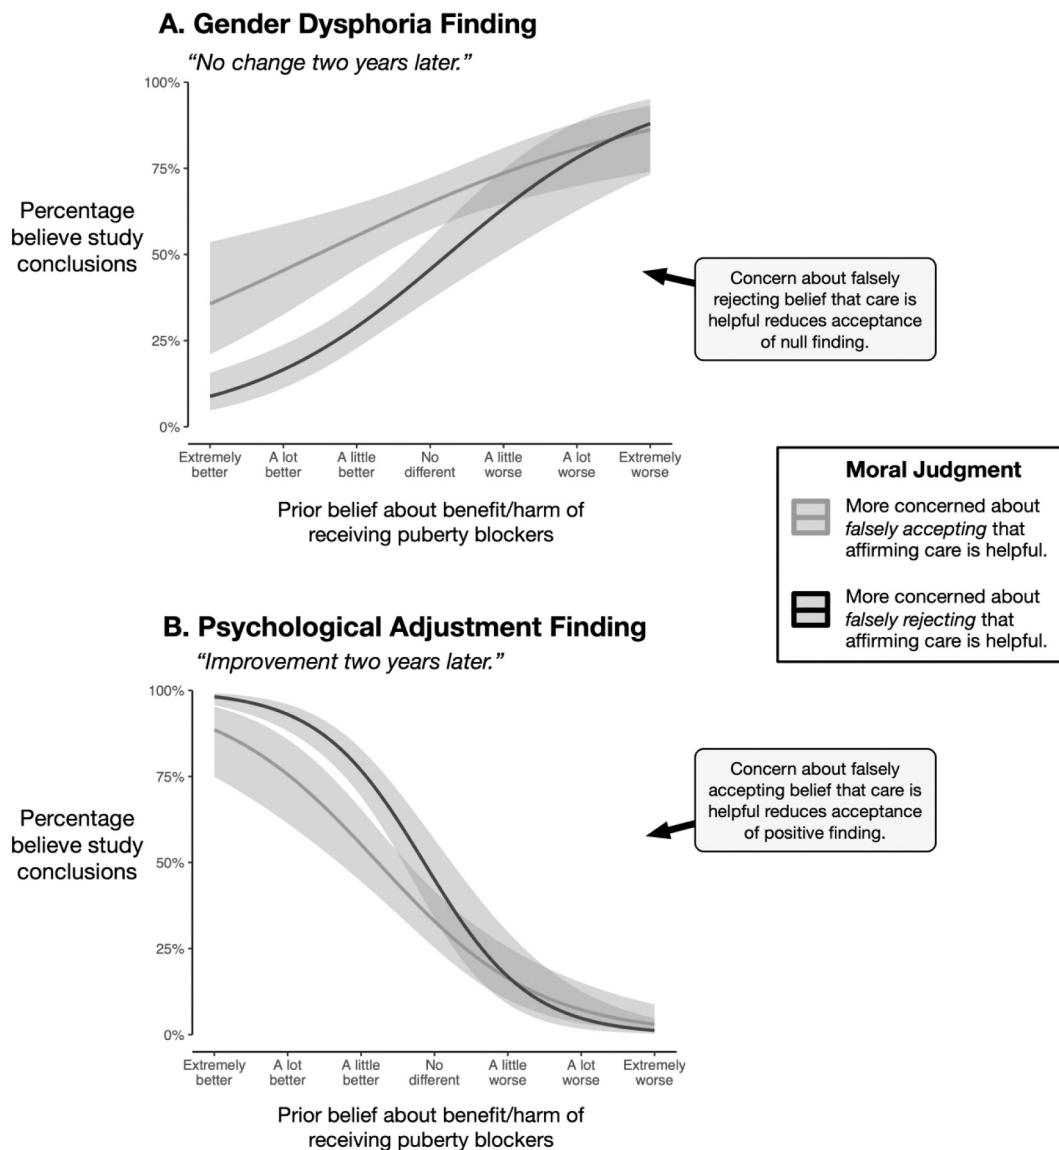 A. Gender Dysphoria Finding
“No change two years later.”
100%
75%
50%
25%
0%
Percentage
believe study
conclusions
Extremely
better
A lot
better
A little
better
No
different
A little
worse
A lot
worse
Extremely
worse
Prior belief about benefit/harm of
receiving puberty blockers
Concern about falsely
rejecting belief that care is
helpful reduces acceptance
of null finding.
Moral Judgment
More concerned about
falsely accepting that
affirming care is helpful.
More concerned about
falsely rejecting that
affirming care is helpful.
B. Psychological Adjustment Finding
“Improvement two years later.”
100%
75%
50%
25%
0%
Percentage
believe study
conclusions
Extremely
better
A lot
better
A little
better
No
different
A little
worse
A lot
worse
Extremely
worse
Prior belief about benefit/harm of
receiving puberty blockers
Concern about falsely
accepting belief that care is
helpful reduces acceptance
of positive finding.